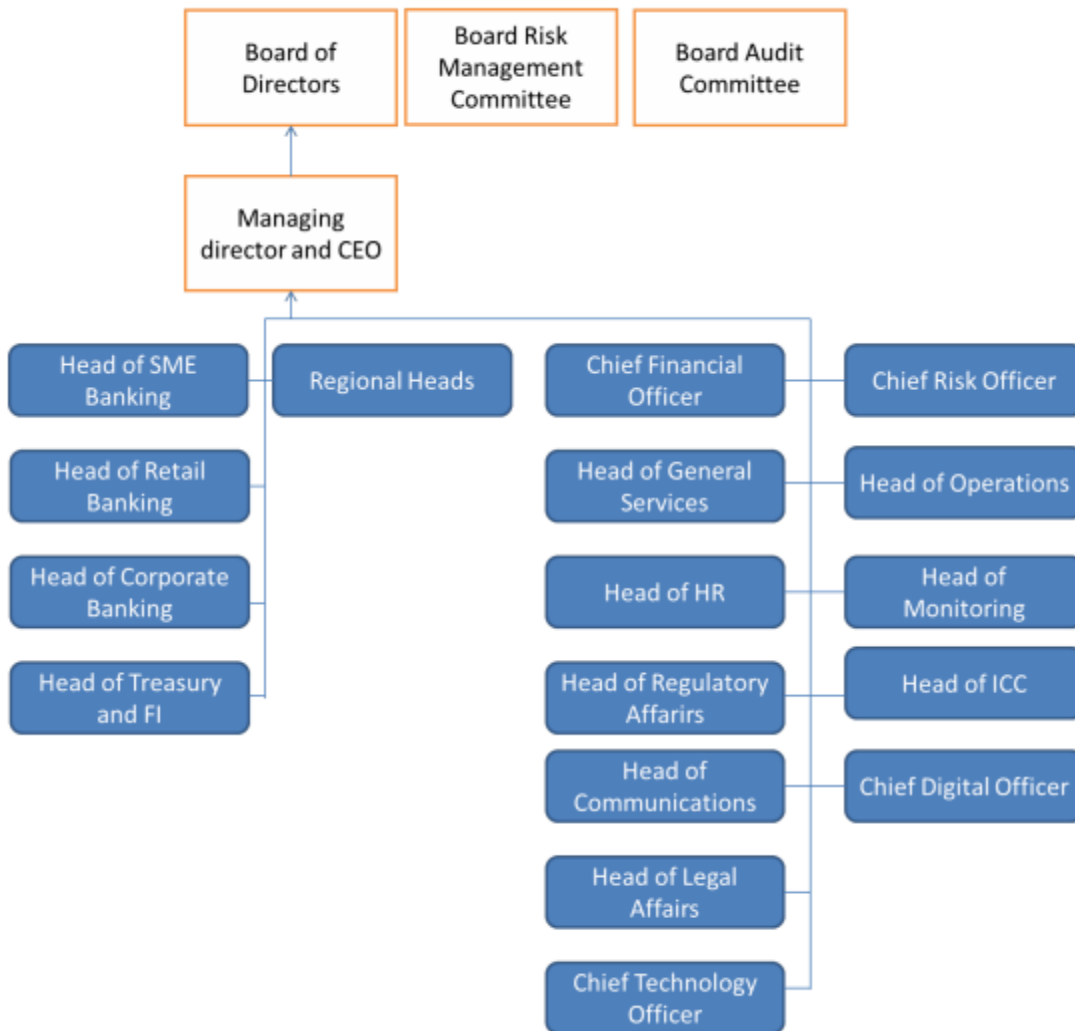 Board of
Directors
Board Risk
Management
Committee
Board Audit
Committee
Managing
director and CEO
Head of SME
Banking
Regional Heads
Chief Financial
Officer
Chief Risk Officer
Head of Retail
Banking
Head of General
Services
Head of Operations
Head of Corporate
Banking
Head of HR
Head of
Monitoring
Head of Treasury
and FI
Head of Regulatory
Affarirs
Head of ICC
Head of
Communications
Chief Digital Officer
Head of Legal
Affairs
Chief Technology
Officer